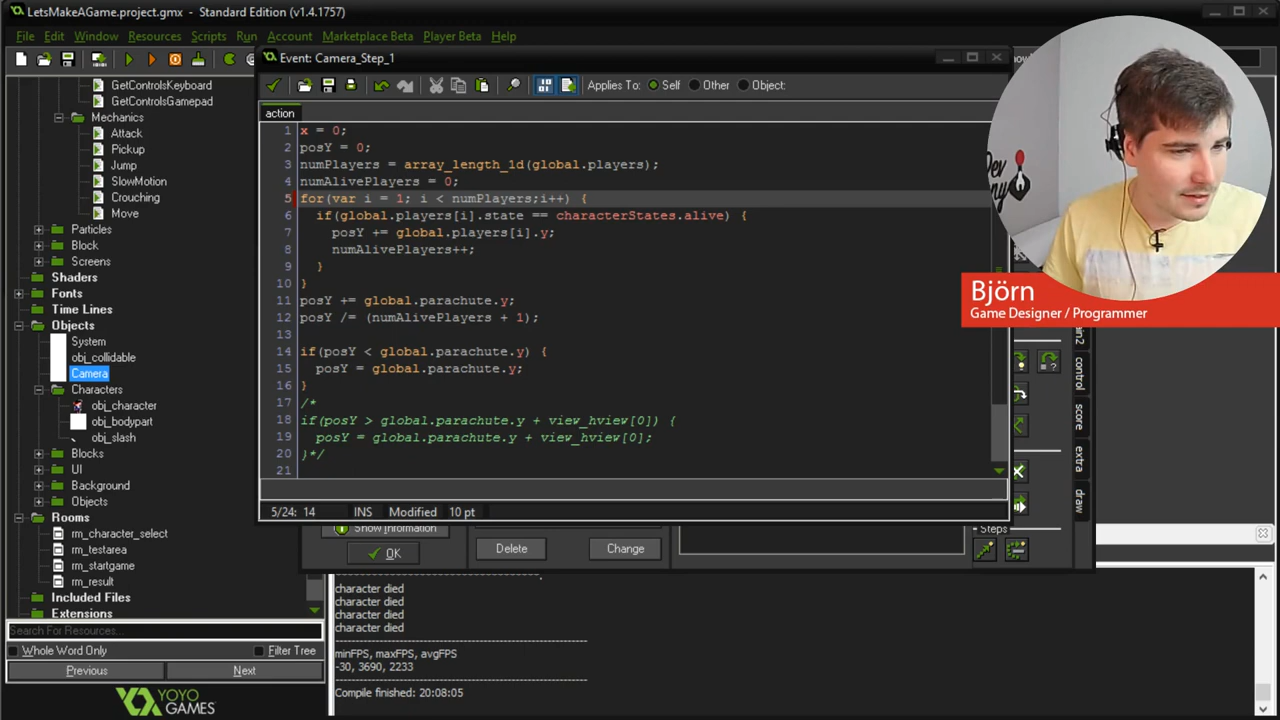 LetsMakeAGame.project.gmx - Standard Edition (v1.4.1757)
File Edit Window Resources Scripts Run Account Marketplace Beta Player Beta Help
GetControlsKeyboard
GetControlsGamepad
Mechanics
Attack
Pickup
Jump
SlowMotion
Crouching
Move
Particles
Block
Screens
Shaders
Fonts
Time Lines
Objects
System
obj_collidable
Camera
Characters
obj_character
obj_bodypart
obj_slash
Blocks
UI
Background
Objects
Rooms
rm_character_select
rm_testarea
rm_startgame
rm_result
Included Files
Extensions
Search For Resources...
Whole Word Only Filter Tree
Previous Next
YOYO
GAMES
Event: Camera_Step_1
Applies To: Self Other Object:
action
1 x = 0;
2 posY = 0;
3 numPlayers = array_length_1d(global.players);
4 numAlivePlayers = 0;
5 for(var i = 1; i < numPlayers;i++) {
6 if(global.players[i].state == characterStates.alive) {
7 posY += global.players[i].y;
8 numAlivePlayers++;
9 }
10 }
11 posY += global.parachute.y;
12 posY /= (numAlivePlayers + 1);
13
14 if(posY < global.parachute.y) {
15 posY = global.parachute.y;
16 }
17 /*
18 if(posY > global.parachute.y + view_hview[0]) {
19 posY = global.parachute.y + view_hview[0];
20 }*/
21
5/24: 14 INS Modified 10 pt
Show Information
OK
Delete Change
main2
control
score
extra
draw
Steps
character died
character died
character died
character died
minFPS, maxFPS, avgFPS
-30, 3690, 2233
Compile finished: 20:08:05
Björn
Game Designer / Programmer